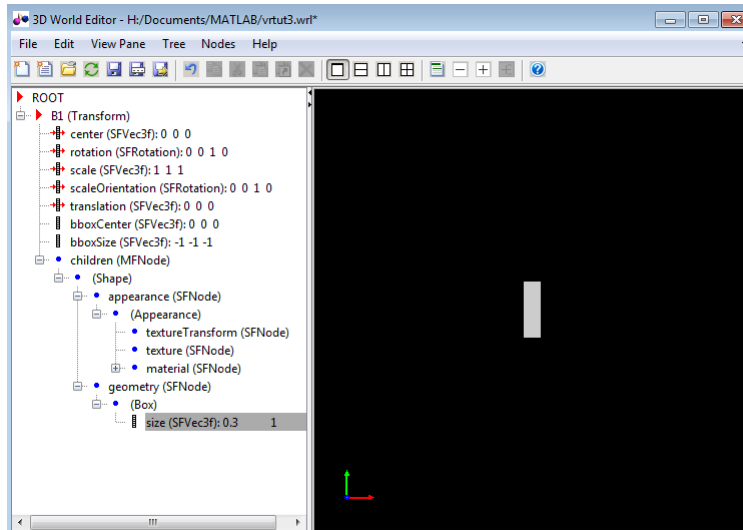 3D World Editor - H:/Documents/MATLAB/vrtut3.wrl*
File Edit View Pane Tree Nodes Help
ROOT
B1 (Transform)
center (SFVec3f): 0 0 0
rotation (SFRotation): 0 0 1 0
scale (SFVec3f): 1 1 1
scaleOrientation (SFRotation): 0 0 1 0
translation (SFVec3f): 0 0 0
bboxCenter (SFVec3f): 0 0 0
bboxSize (SFVec3f): -1 -1 -1
children (MFNode)
(Shape)
appearance (SFNode)
(Appearance)
textureTransform (SFNode)
texture (SFNode)
material (SFNode)
geometry (SFNode)
(Box)
size (SFVec3f): 0.3 1